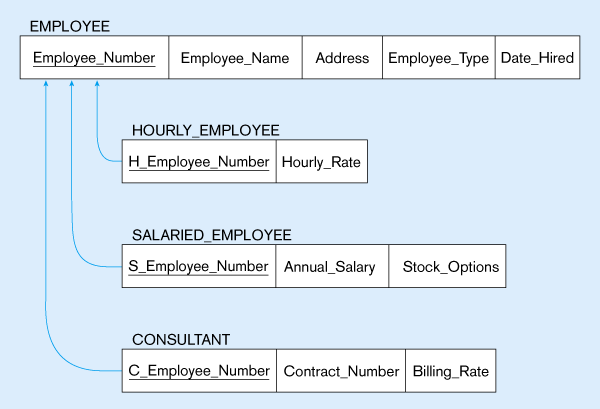 EMPLOYEE
Employee_Number Employee_Name Address Employee_Type Date_Hired
HOURLY_EMPLOYEE
H_Employee_Number Hourly_Rate
SALARIED_EMPLOYEE
S_Employee_Number Annual_Salary Stock_Options
CONSULTANT
C_Employee_Number Contract_Number Billing_Rate